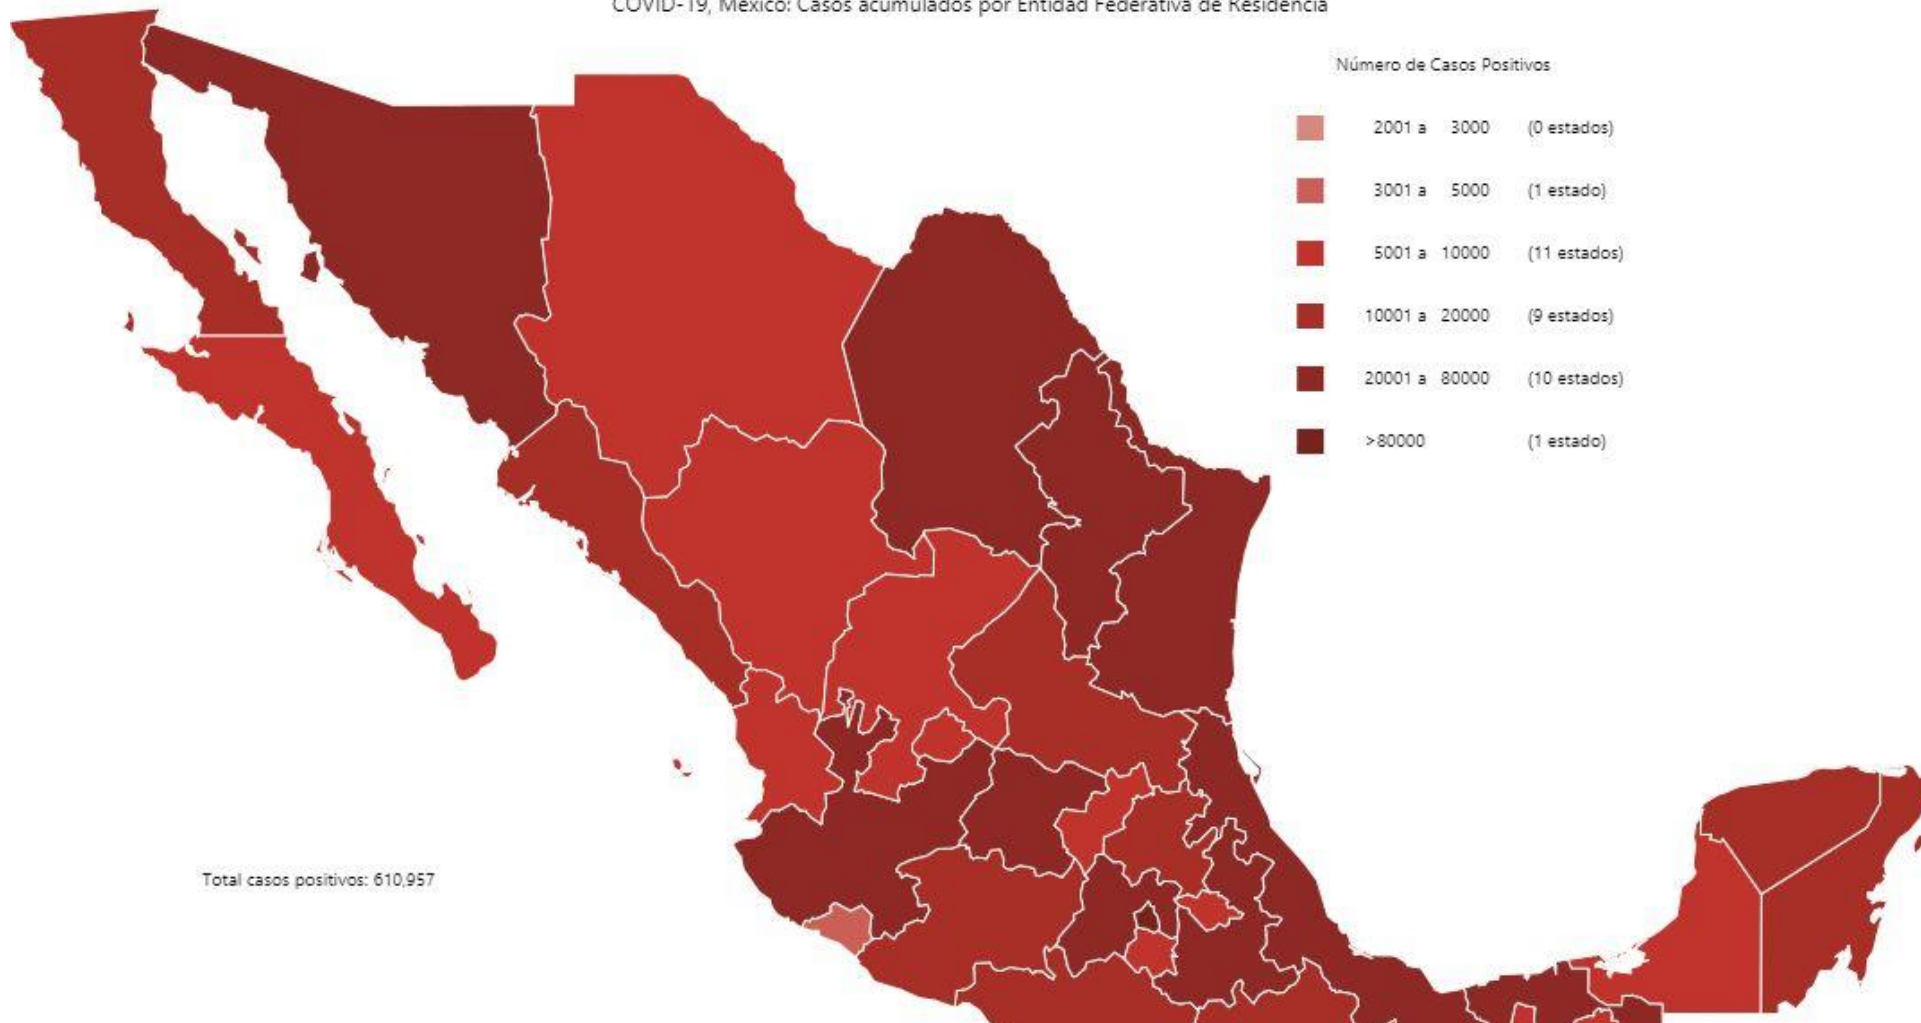 COVID-19, México: Casos acumulados por Entidad Federativa de Residencia
Número de Casos Positivos
2001 a 3000 (0 estados)
3001 a 5000 (1 estado)
5001 a 10000 (11 estados)
10001 a 20000 (9 estados)
20001 a 80000 (10 estados)
>80000 (1 estado)
Total casos positivos: 610,957